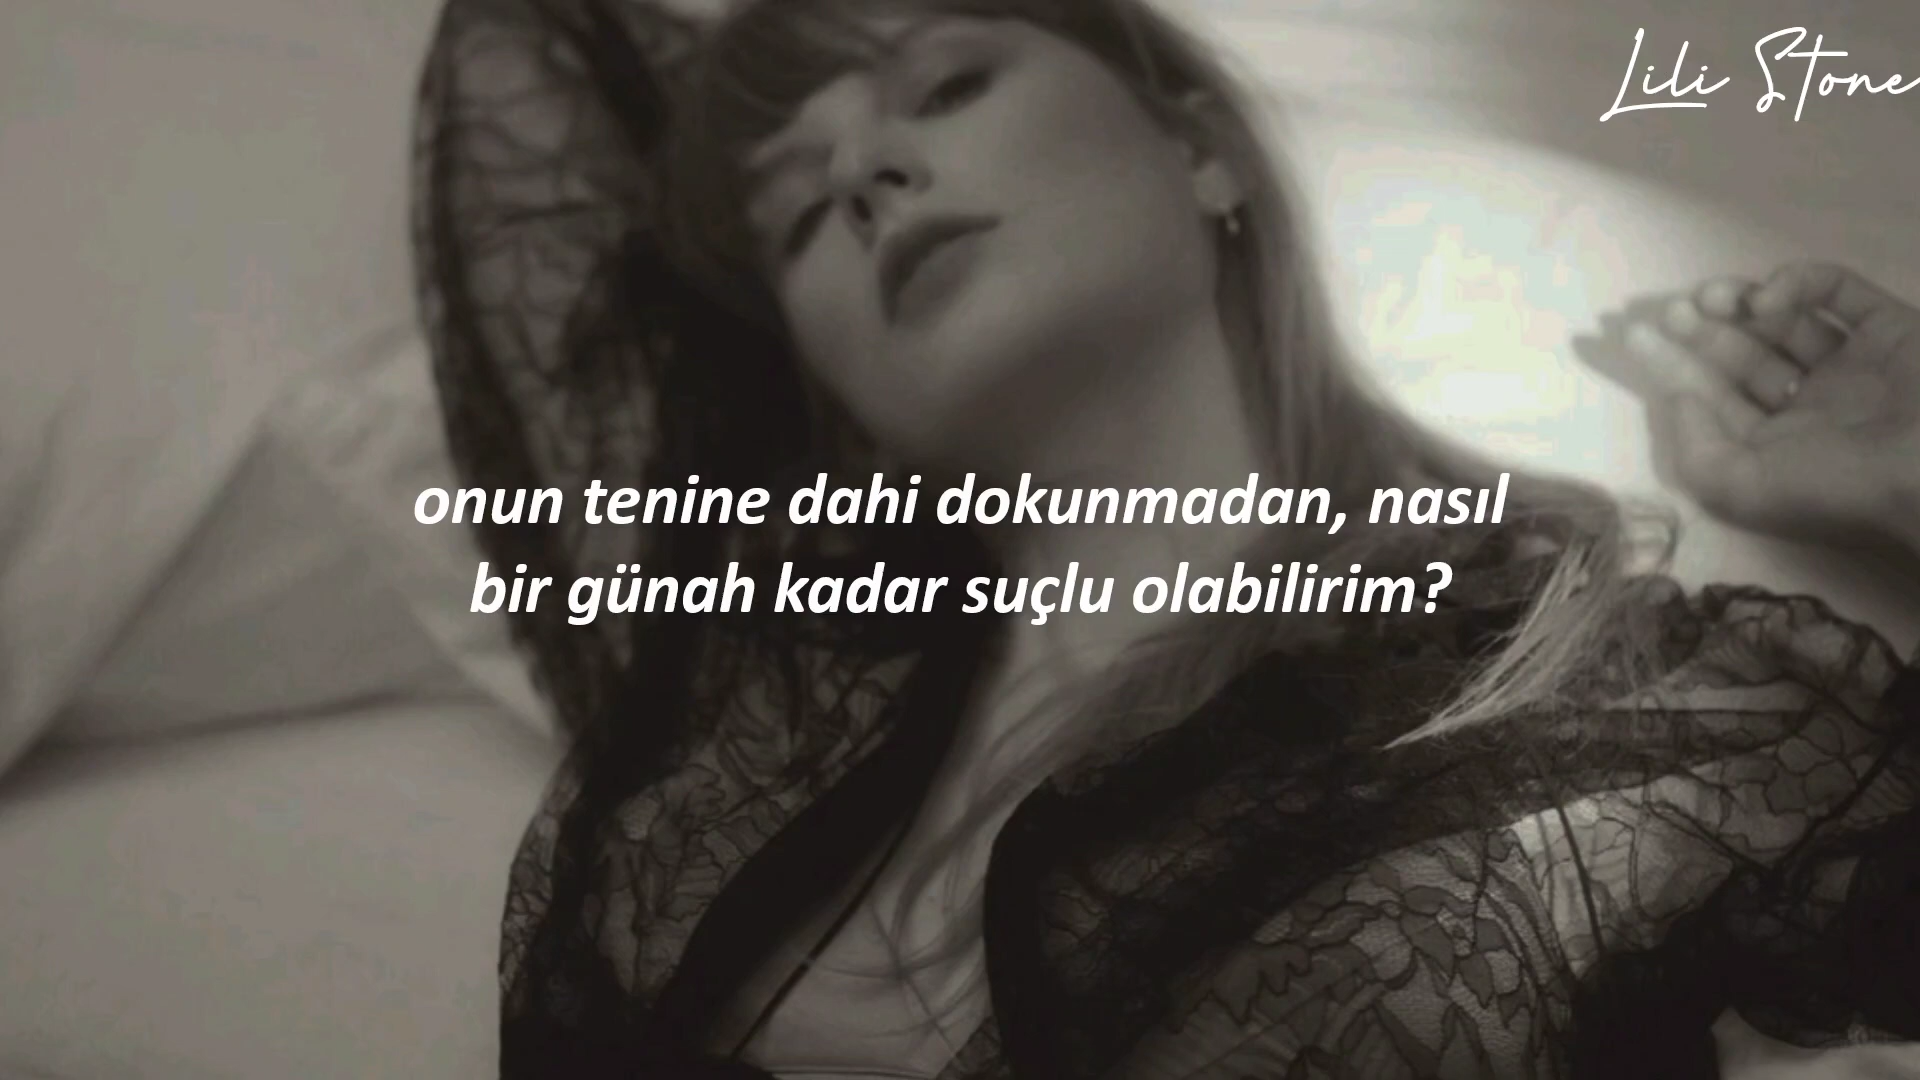 Lili Stone
onun tenine dahi dokunmadan, nasıl
bir günah kadar suçlu olabilirim?